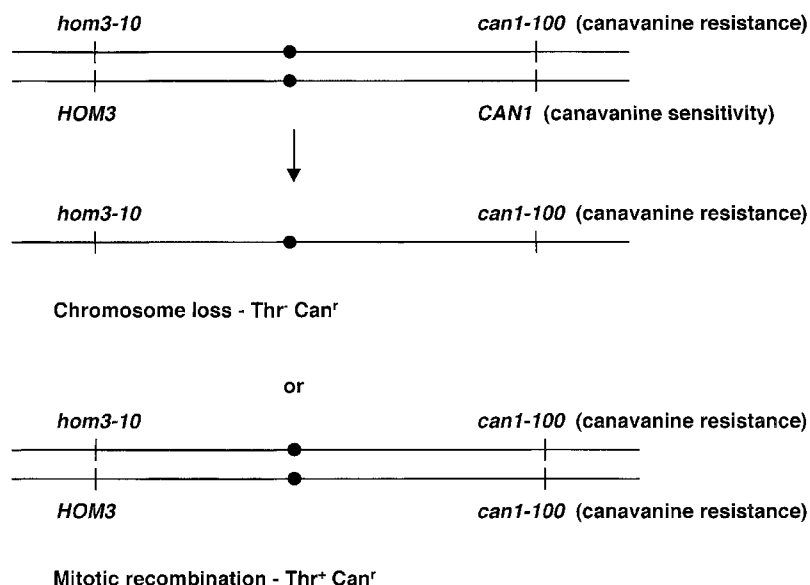 hom3-10 can1-100 (canavanine resistance)
HOM3 CAN1 (canavanine sensitivity)
hom3-10 can1-100 (canavanine resistance)
Chromosome loss - Thr⁻ Canʳ
or
hom3-10 can1-100 (canavanine resistance)
HOM3 can1-100 (canavanine resistance)
Mitotic recombination - Thr⁺ Canʳ